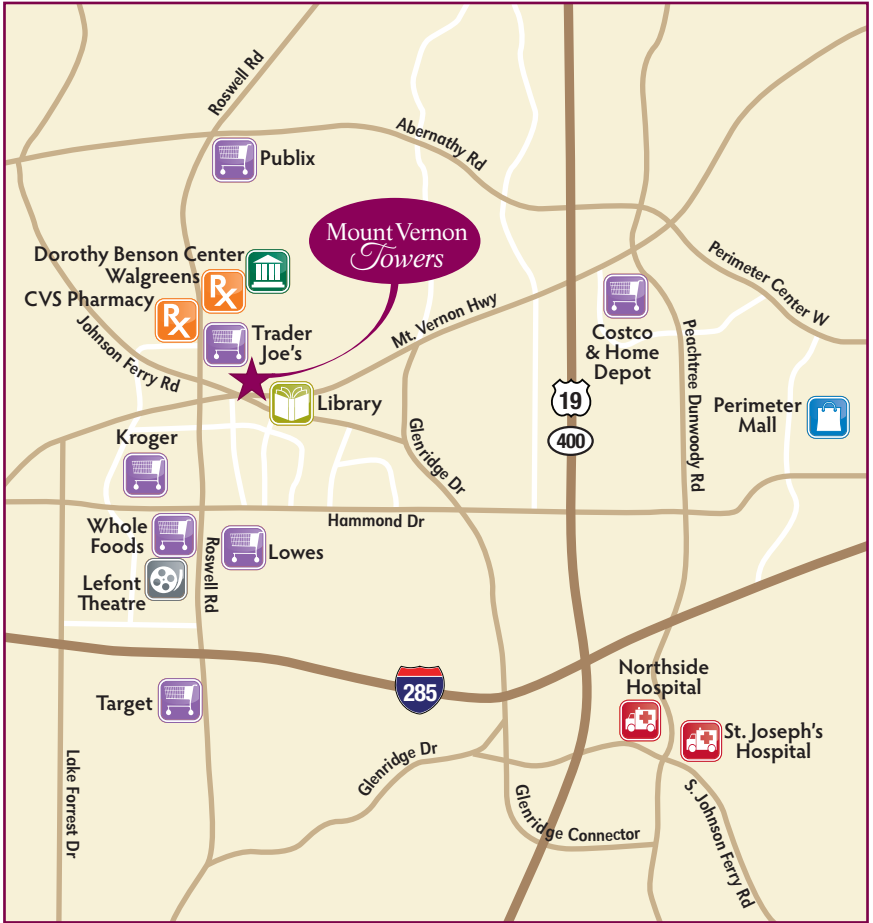 Roswell Rd
Abernathy Rd
Publix
Mount Vernon
Towers
Dorothy Benson Center
Walgreens
CVS Pharmacy
Perimeter Center W
Mt. Vernon Hwy
Johnson Ferry Rd
Trader
Joe's
Costco
& Home
Depot
Peachtree Dunwoody Rd
Library
19
400
Perimeter
Mall
Kroger
Glenridge Dr
Hammond Dr
Whole
Foods
Roswell Rd
Lowes
Lefont
Theatre
285
Northside
Hospital
Target
St. Joseph's
Hospital
Lake Forrest Dr
Glenridge Dr
Glenridge Connector
S. Johnson Ferry Rd
Rx
Rx